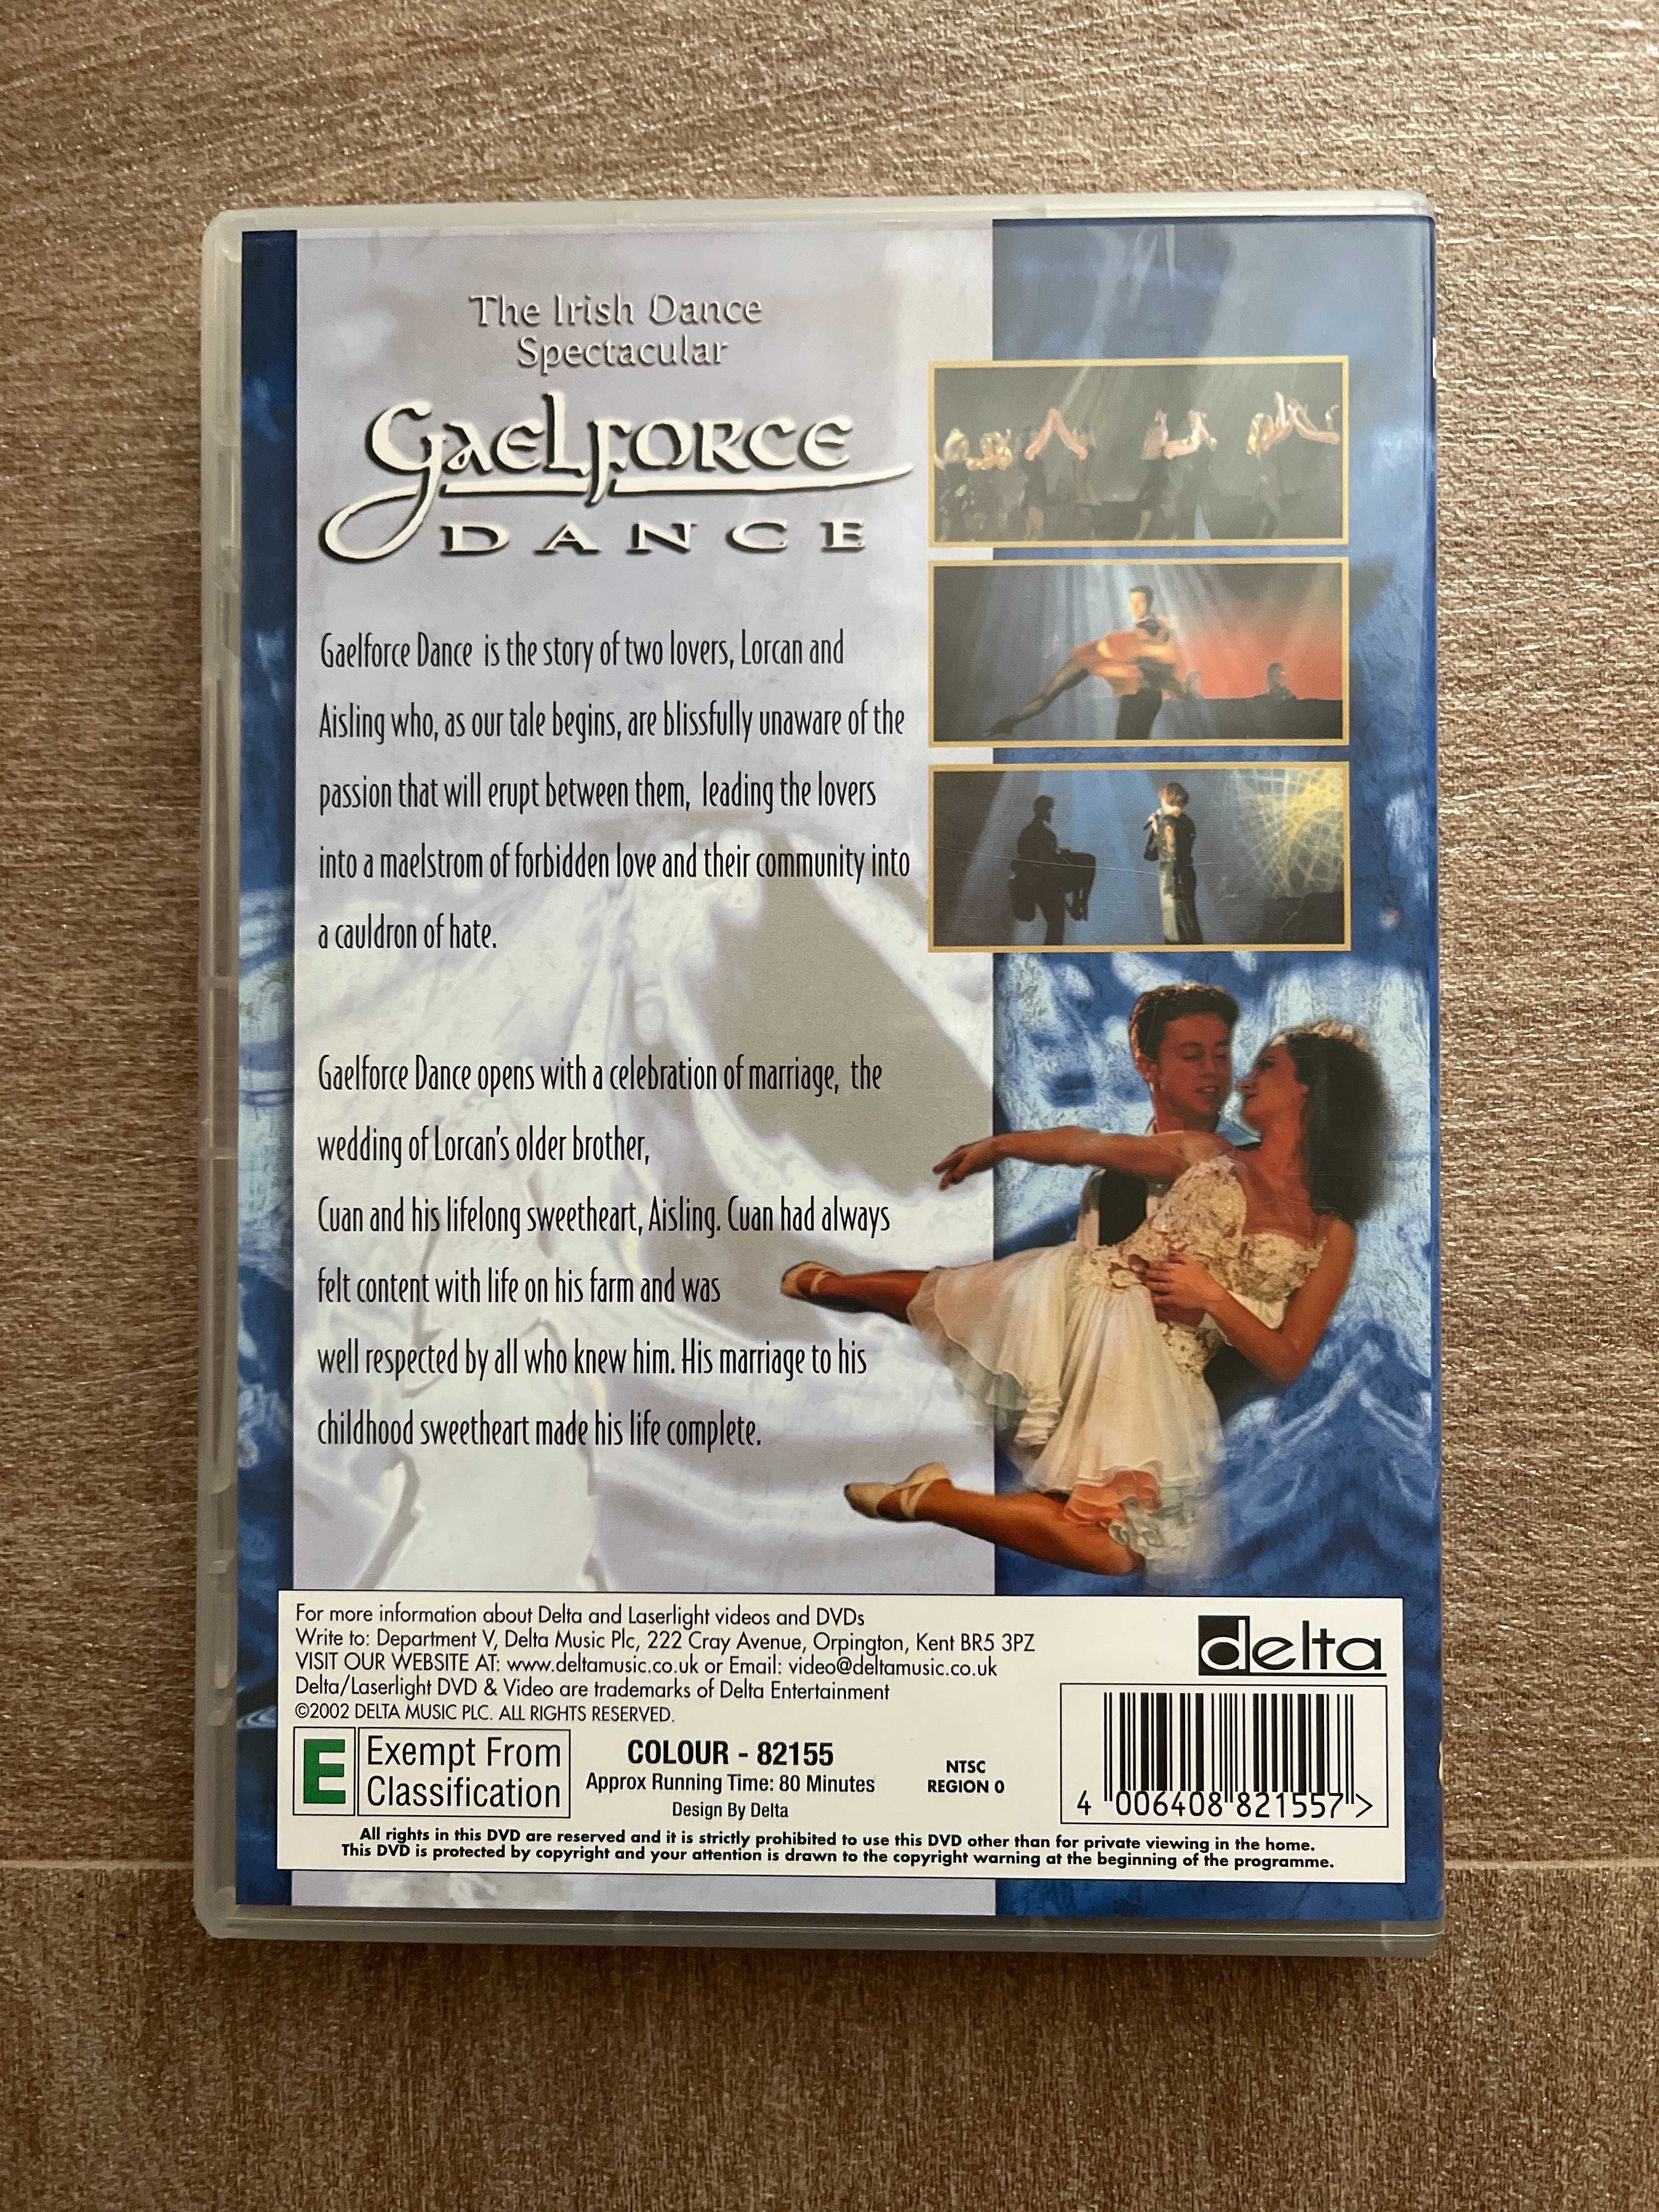 The Irish Dance
Spectacular
GAELFORCE
DANCE
Gaelforce Dance is the story of two lovers, Lorcan and
Aisling who, as our tale begins, are blissfully unaware of the
passion that will erupt between them, leading the lovers
into a maelstrom of forbidden love and their community into
a cauldron of hate.
Gaelforce Dance opens with a celebration of marriage, the
wedding of Lorcan's older brother,
Cuan and his lifelong sweetheart, Aisling. Cuan had always
felt content with life on his farm and was
well respected by all who knew him. His marriage to his
childhood sweetheart made his life complete.
For more information about Delta and Laserlight videos and DVDs
Write to: Department V, Delta Music Plc, 222 Cray Avenue, Orpington, Kent BR5 3PZ
VISIT OUR WEBSITE AT: www.deltamusic.co.uk or Email: video@deltamusic.co.uk
Delta/Laserlight DVD & Video are trademarks of Delta Entertainment
©2002 DELTA MUSIC PLC. ALL RIGHTS RESERVED.
delta
E Exempt From
Classification
COLOUR - 82155
Approx Running Time: 80 Minutes
Design By Delta
NTSC
REGION 0
4 006408 821557 >
All rights in this DVD are reserved and it is strictly prohibited to use this DVD other than for private viewing in the home.
This DVD is protected by copyright and your attention is drawn to the copyright warning at the beginning of the programme.